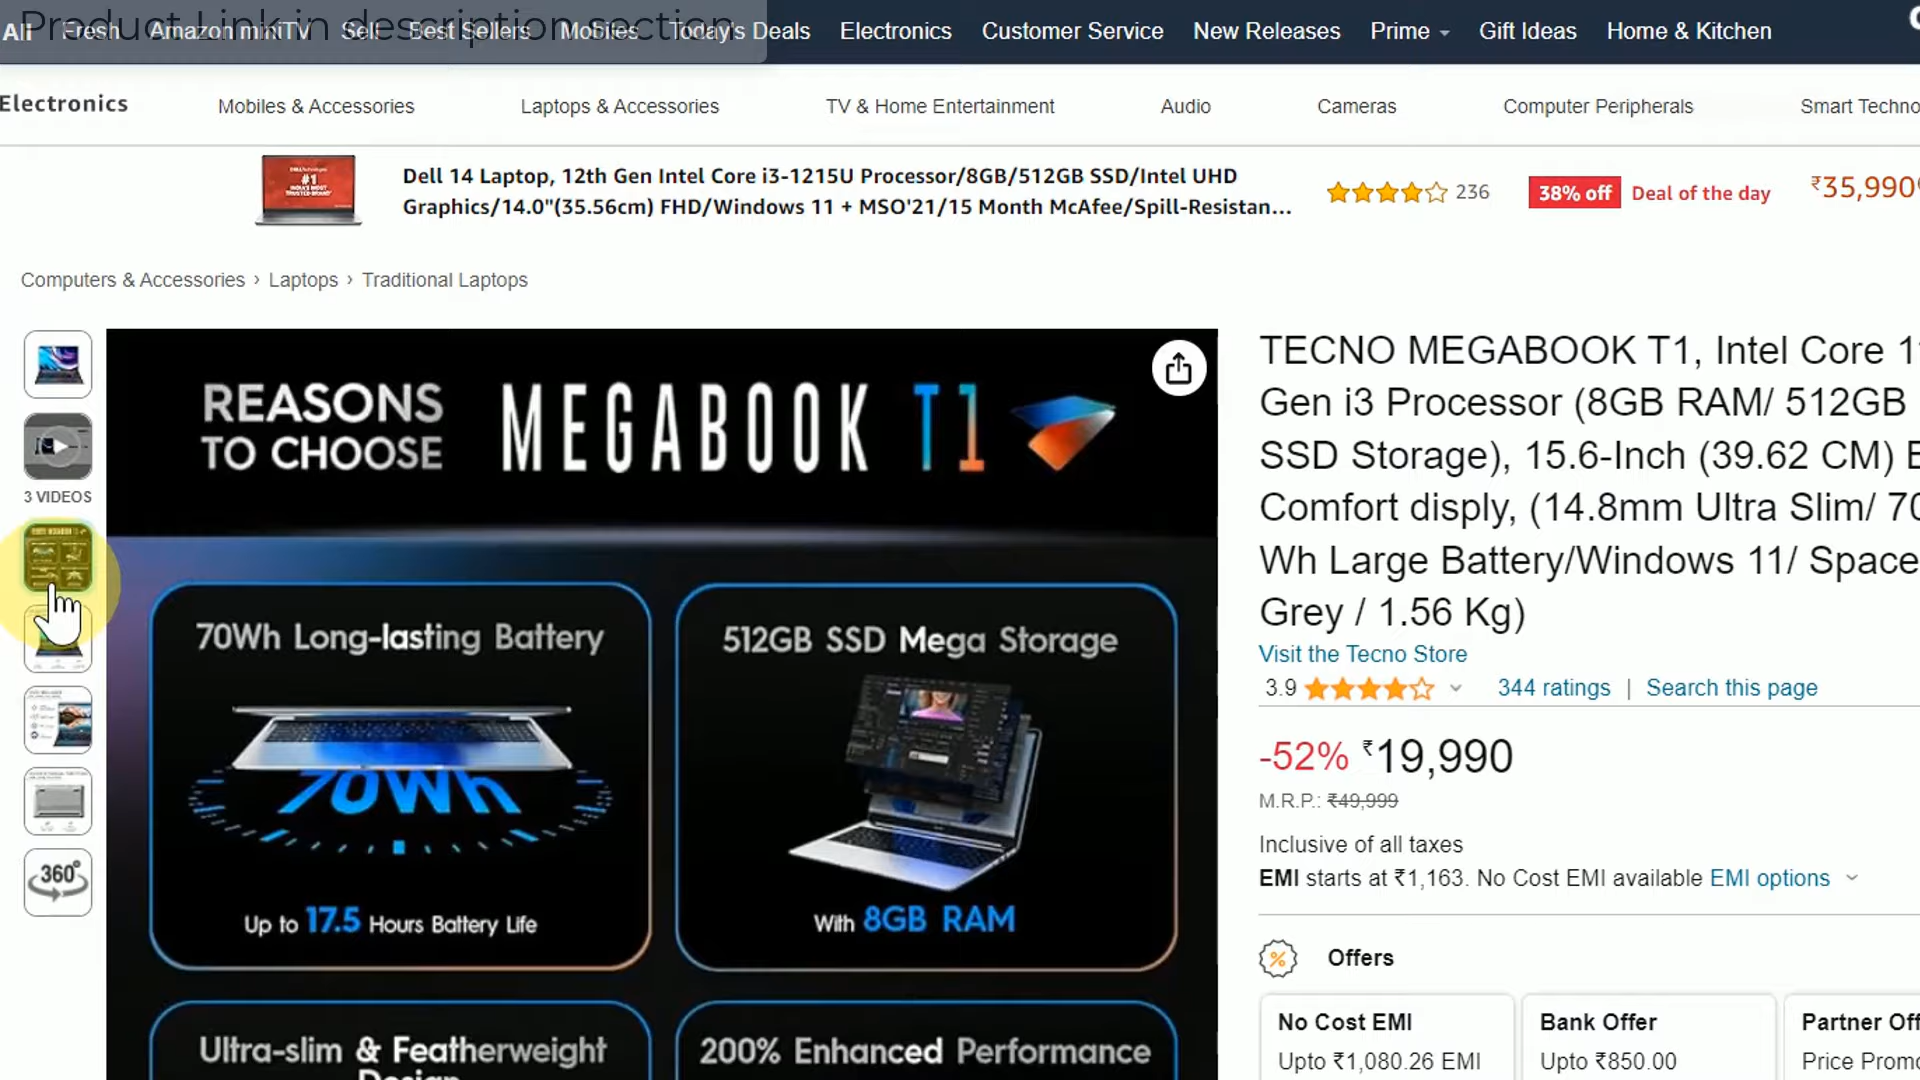 Product Link in description section
All Fresh Amazon miniTV Sell Best Sellers Mobiles Today's Deals Electronics Customer Service New Releases Prime Gift Ideas Home & Kitchen
Electronics Mobiles & Accessories Laptops & Accessories TV & Home Entertainment Audio Cameras Computer Peripherals Smart Techno
Dell 14 Laptop, 12th Gen Intel Core i3-1215U Processor/8GB/512GB SSD/Intel UHD
Graphics/14.0"(35.56cm) FHD/Windows 11 + MSO'21/15 Month McAfee/Spill-Resistan...
236 38% off Deal of the day ₹35,990
Computers & Accessories › Laptops › Traditional Laptops
3 VIDEOS
360°
REASONS
TO CHOOSE
MEGABOOK T1
70Wh Long-lasting Battery
70Wh
Up to 17.5 Hours Battery Life
512GB SSD Mega Storage
With 8GB RAM
Ultra-slim & Featherweight
Design
200% Enhanced Performance
TECNO MEGABOOK T1, Intel Core 1
Gen i3 Processor (8GB RAM/ 512GB
SSD Storage), 15.6-Inch (39.62 CM) E
Comfort disply, (14.8mm Ultra Slim/ 70
Wh Large Battery/Windows 11/ Space
Grey / 1.56 Kg)
Visit the Tecno Store
3.9 344 ratings | Search this page
-52% ₹19,990
M.R.P.: ₹49,999
Inclusive of all taxes
EMI starts at ₹1,163. No Cost EMI available EMI options
% Offers
No Cost EMI
Upto ₹1,080.26 EMI
Bank Offer
Upto ₹850.00
Partner Off
Price Promo